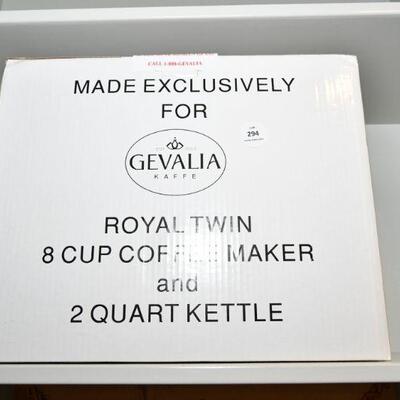 CALL 1-800-GEVALIA
MADE EXCLUSIVELY
FOR
294
GEVALIA
KAFFE
ROYAL TWIN
8 CUP COFFEE MAKER
and
2 QUART KETTLE